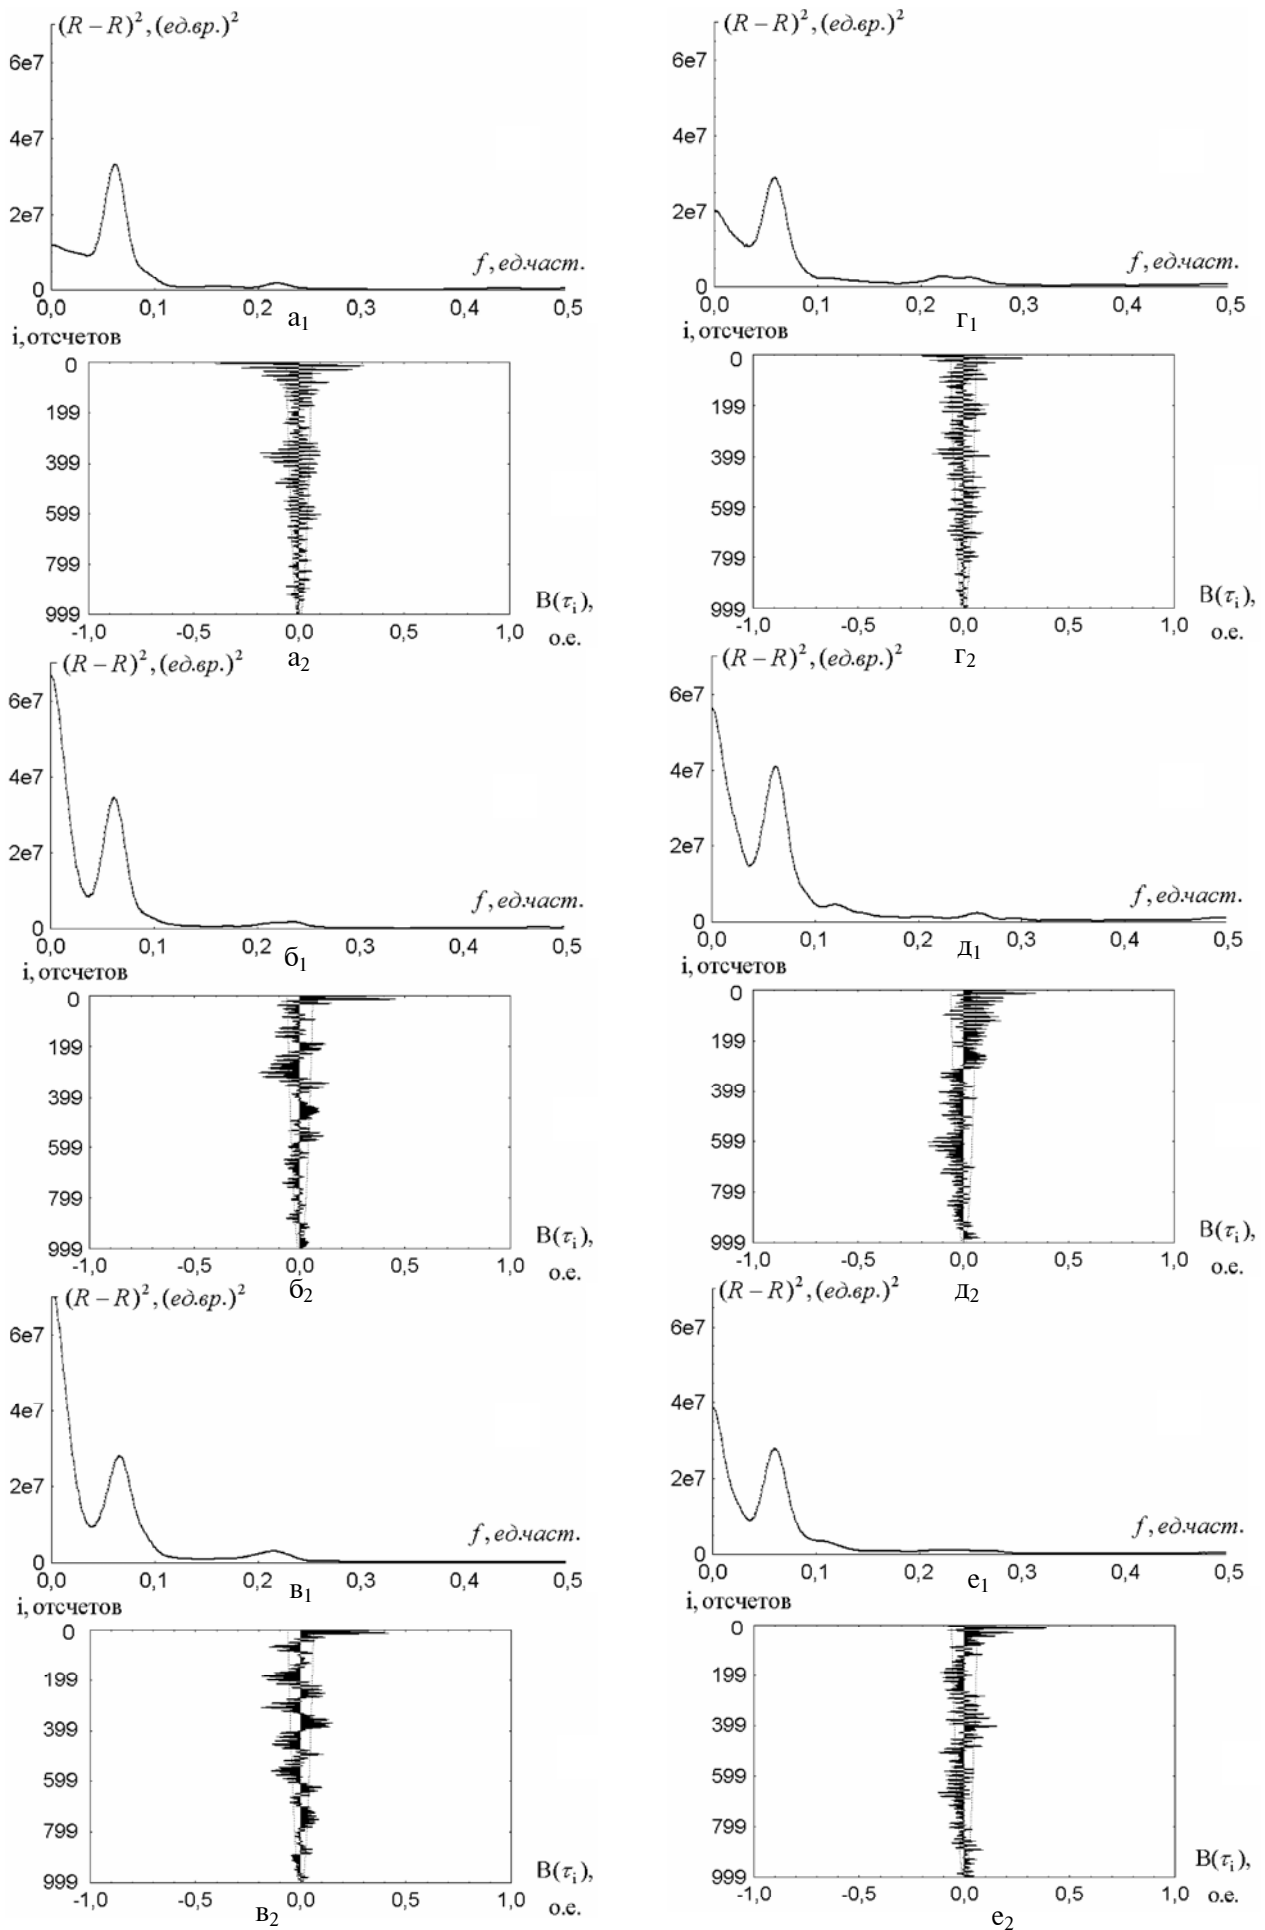 (R – R)², (ед.вр.)²
6e7
4e7
2e7
0
f, ед.част.
0,0 0,1 0,2 0,3 0,4 0,5
а₁
i, отсчетов
0
199
399
599
799
999
-1,0 -0,5 0,0 0,5 1,0
B(τᵢ),
о.е.
а₂
(R – R)², (ед.вр.)²
6e7
4e7
2e7
0
f, ед.част.
0,0 0,1 0,2 0,3 0,4 0,5
б₁
i, отсчетов
0
199
399
599
799
999
-1,0 -0,5 0,0 0,5 1,0
B(τᵢ),
о.е.
б₂
(R – R)², (ед.вр.)²
6e7
4e7
2e7
0
f, ед.част.
0,0 0,1 0,2 0,3 0,4 0,5
в₁
i, отсчетов
0
199
399
599
799
999
-1,0 -0,5 0,0 0,5 1,0
B(τᵢ),
о.е.
в₂
(R – R)², (ед.вр.)²
6e7
4e7
2e7
0
f, ед.част.
0,0 0,1 0,2 0,3 0,4 0,5
г₁
i, отсчетов
0
199
399
599
799
999
-1,0 -0,5 0,0 0,5 1,0
B(τᵢ),
о.е.
г₂
(R – R)², (ед.вр.)²
6e7
4e7
2e7
0
f, ед.част.
0,0 0,1 0,2 0,3 0,4 0,5
д₁
i, отсчетов
0
199
399
599
799
999
-1,0 -0,5 0,0 0,5 1,0
B(τᵢ),
о.е.
д₂
(R – R)², (ед.вр.)²
6e7
4e7
2e7
0
f, ед.част.
0,0 0,1 0,2 0,3 0,4 0,5
е₁
i, отсчетов
0
199
399
599
799
999
-1,0 -0,5 0,0 0,5 1,0
B(τᵢ),
о.е.
е₂